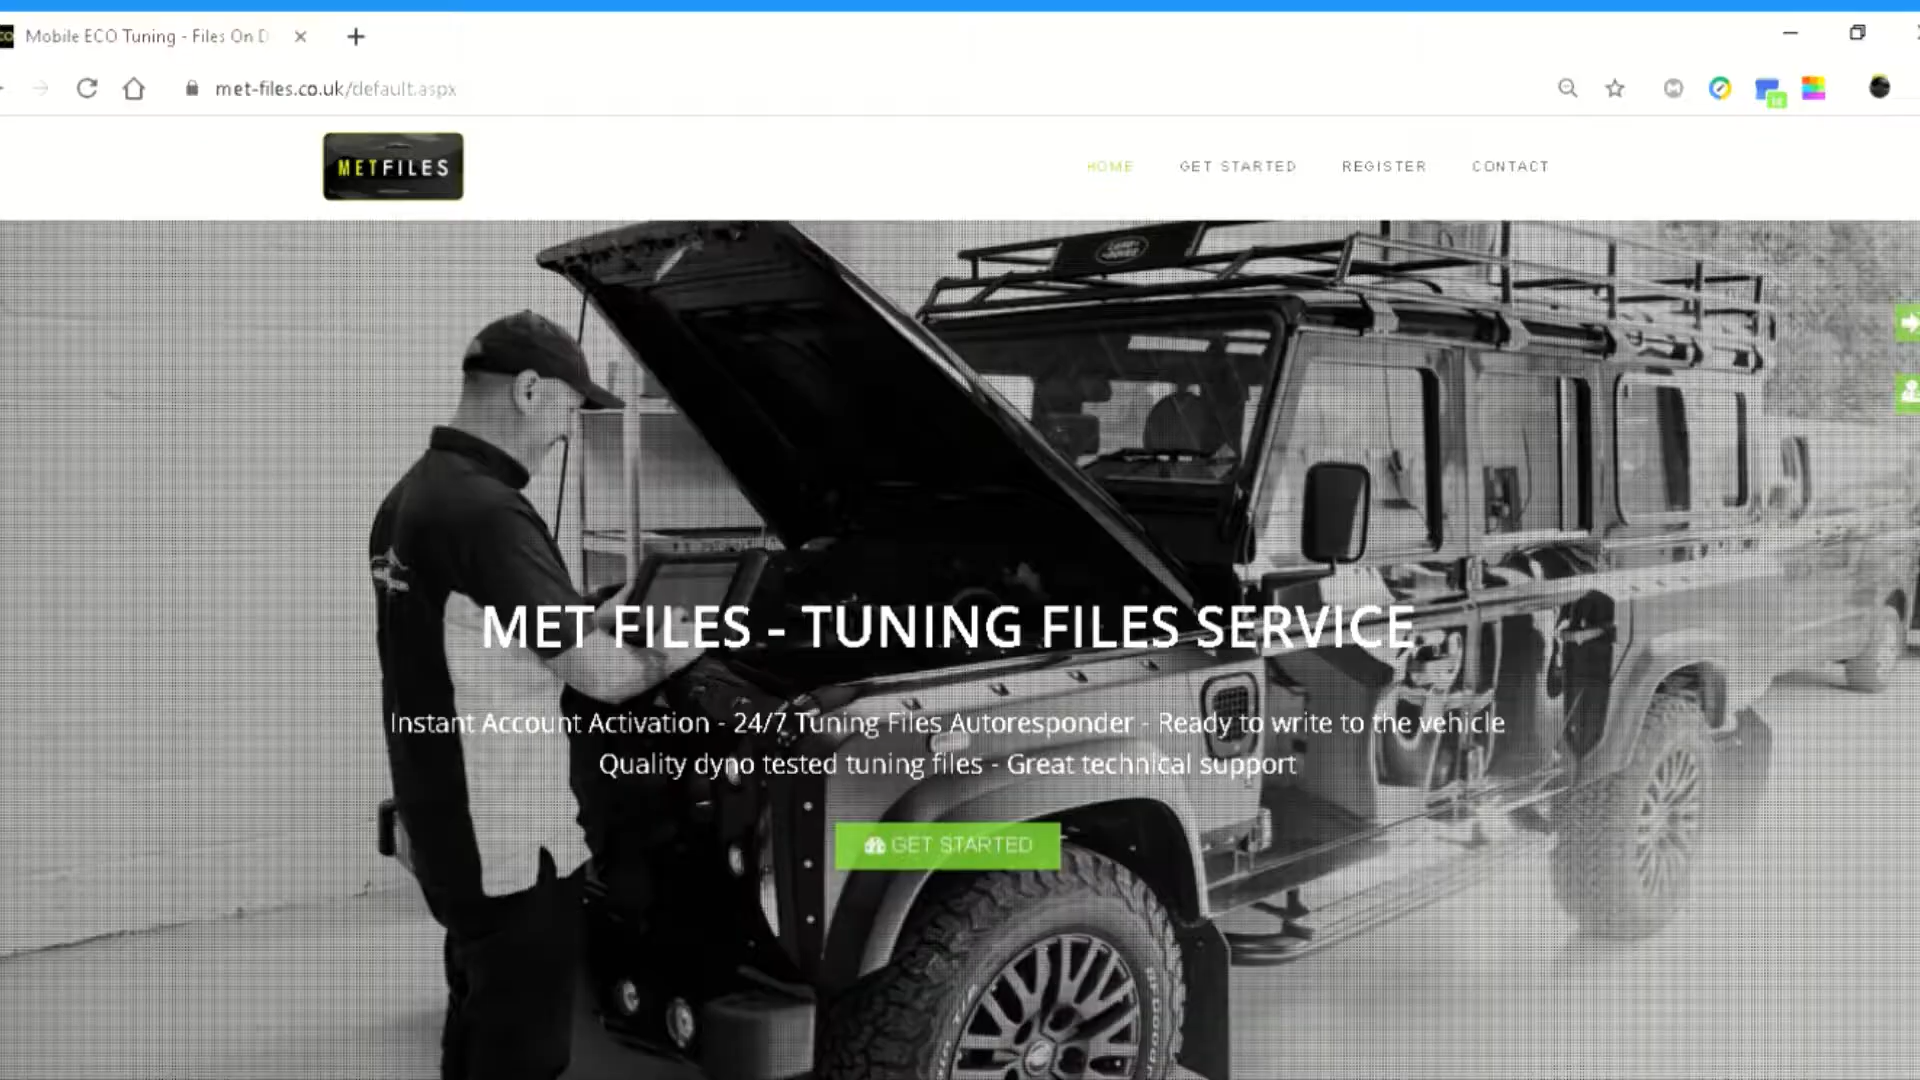 Mobile ECO Tuning - Files On D
met-files.co.uk/default.aspx
METFILES
HOME
GET STARTED
REGISTER
CONTACT
LAND ROVER
MET FILES - TUNING FILES SERVICE
Instant Account Activation - 24/7 Tuning Files Autoresponder - Ready to write to the vehicle
Quality dyno tested tuning files - Great technical support
GET STARTED